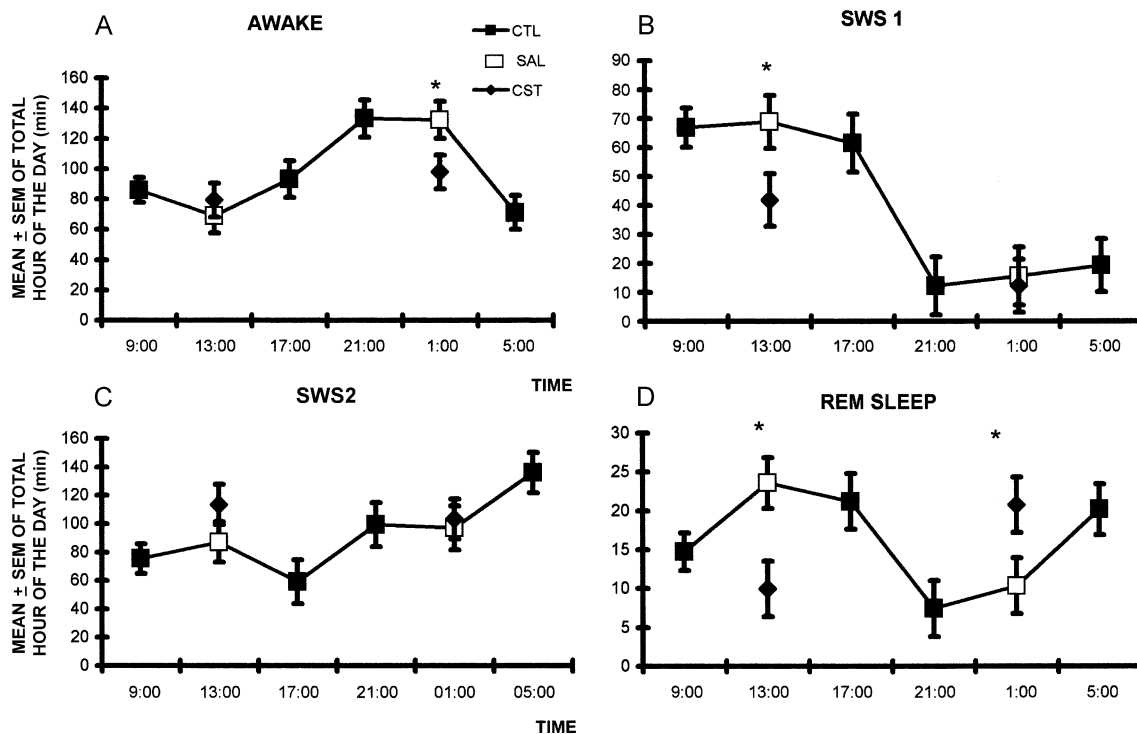 A
AWAKE
CTL
SAL
CST
*
MEAN ± SEM OF TOTAL
HOUR OF THE DAY (min)
160
140
120
100
80
60
40
20
0
9:00 13:00 17:00 21:00 1:00 5:00
TIME
B
SWS 1
*
90
80
70
60
50
40
30
20
10
0
9:00 13:00 17:00 21:00 1:00 5:00
C
SWS2
MEAN ± SEM OF TOTAL
HOUR OF THE DAY (min)
160
140
120
100
80
60
40
20
0
9:00 13:00 17:00 21:00 01:00 05:00
TIME
D
REM SLEEP
* *
30
25
20
15
10
5
0
9:00 13:00 17:00 21:00 1:00 5:00